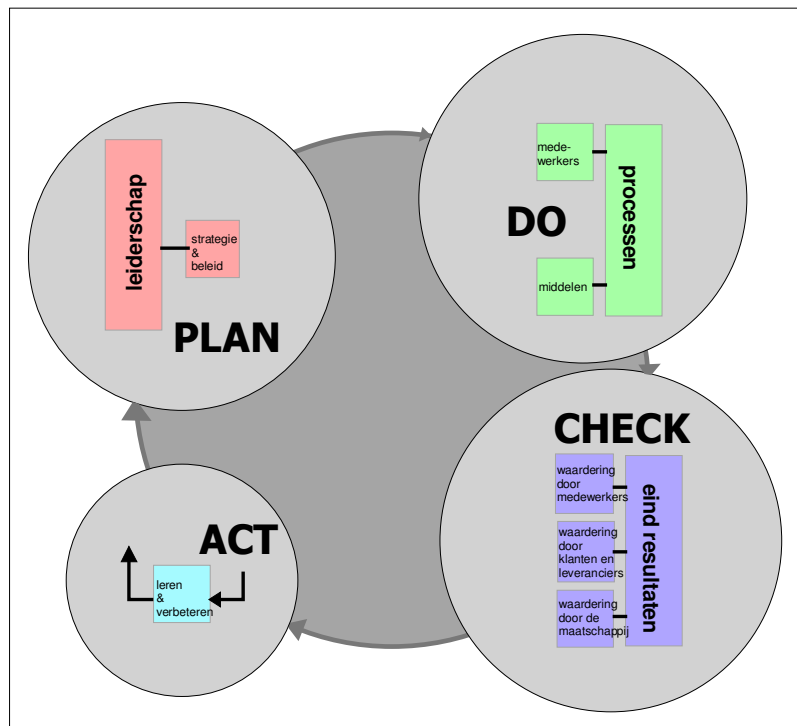 leiderschap
strategie
&
beleid
PLAN
mede-
werkers
processen
DO
middelen
CHECK
waardering
door
medewerkers
eind resultaten
waardering
door
klanten en
leveranciers
waardering
door de
maatschappij
ACT
leren
&
verbeteren